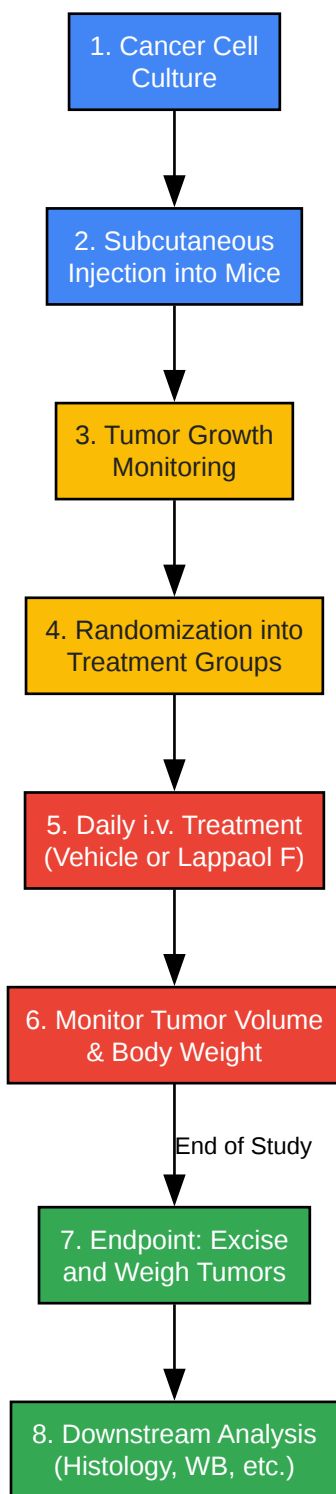 1. Cancer Cell
Culture
2. Subcutaneous
Injection into Mice
3. Tumor Growth
Monitoring
4. Randomization into
Treatment Groups
5. Daily i.v. Treatment
(Vehicle or Lappaol F)
6. Monitor Tumor Volume
& Body Weight
End of Study
7. Endpoint: Excise
and Weigh Tumors
8. Downstream Analysis
(Histology, WB, etc.)